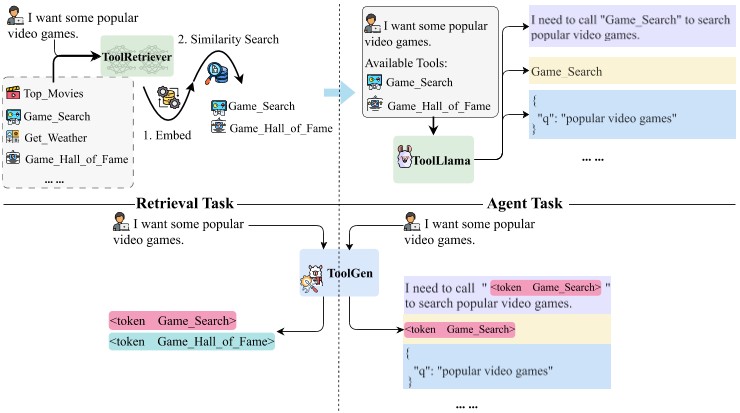 I want some popular
video games.
ToolRetriever
Top_Movies
Game_Search
Get_Weather
Game_Hall_of_Fame
... ...
1. Embed
2. Similarity Search
Game_Search
Game_Hall_of_Fame
I want some popular
video games.
Available Tools:
Game_Search
Game_Hall_of_Fame
ToolLlama
I need to call "Game_Search" to search
popular video games.
Game_Search
{
"q": "popular video games"
}
... ...
Retrieval Task
Agent Task
I want some popular
video games.
I want some popular
video games.
ToolGen
<token Game_Search>
<token Game_Hall_of_Fame>
I need to call "<token Game_Search>"
to search popular video games.
<token Game_Search>
{
"q": "popular video games"
}
... ...